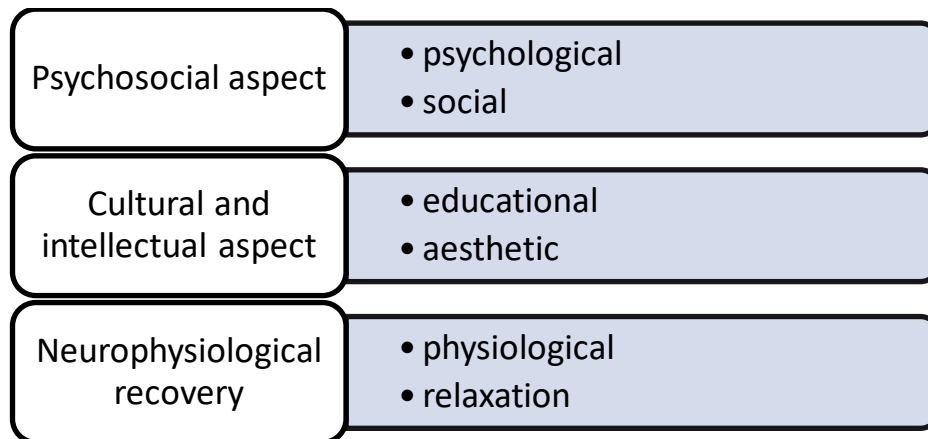 Psychosocial aspect
• psychological
• social
Cultural and
intellectual aspect
• educational
• aesthetic
Neurophysiological
recovery
• physiological
• relaxation